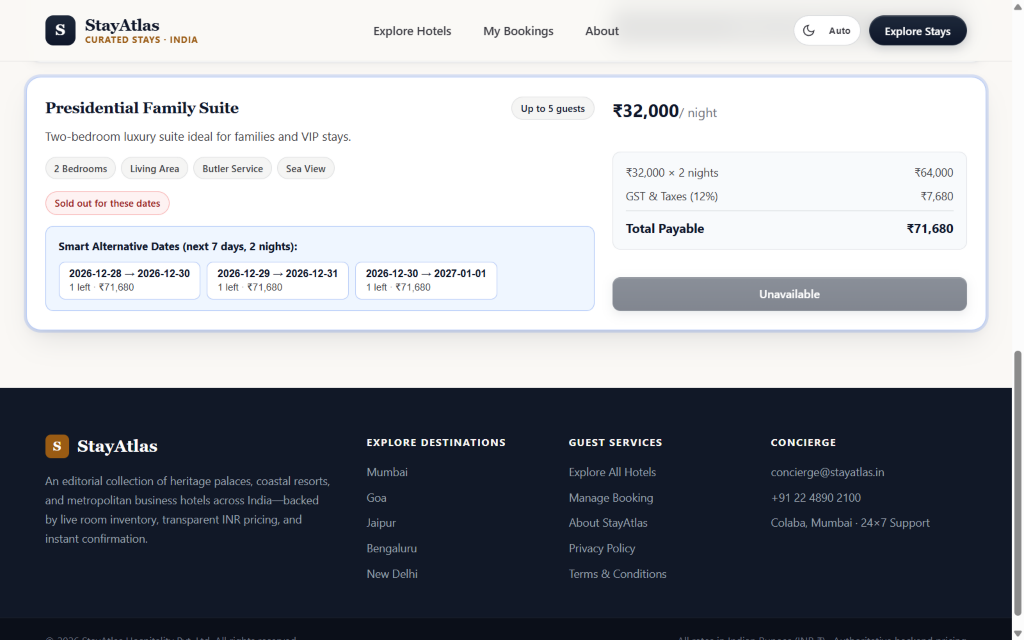 S StayAtlas
CURATED STAYS · INDIA
Explore Hotels
My Bookings
About
Auto
Explore Stays
Presidential Family Suite
Up to 5 guests
Two-bedroom luxury suite ideal for families and VIP stays.
2 Bedrooms
Living Area
Butler Service
Sea View
Sold out for these dates
Smart Alternative Dates (next 7 days, 2 nights):
2026-12-28 → 2026-12-30
1 left · ₹71,680
2026-12-29 → 2026-12-31
1 left · ₹71,680
2026-12-30 → 2027-01-01
1 left · ₹71,680
₹32,000/ night
₹32,000 × 2 nights ₹64,000
GST & Taxes (12%) ₹7,680
Total Payable ₹71,680
Unavailable
S StayAtlas
An editorial collection of heritage palaces, coastal resorts,
and metropolitan business hotels across India—backed
by live room inventory, transparent INR pricing, and
instant confirmation.
EXPLORE DESTINATIONS
Mumbai
Goa
Jaipur
Bengaluru
New Delhi
GUEST SERVICES
Explore All Hotels
Manage Booking
About StayAtlas
Privacy Policy
Terms & Conditions
CONCIERGE
concierge@stayatlas.in
+91 22 4890 2100
Colaba, Mumbai · 24×7 Support